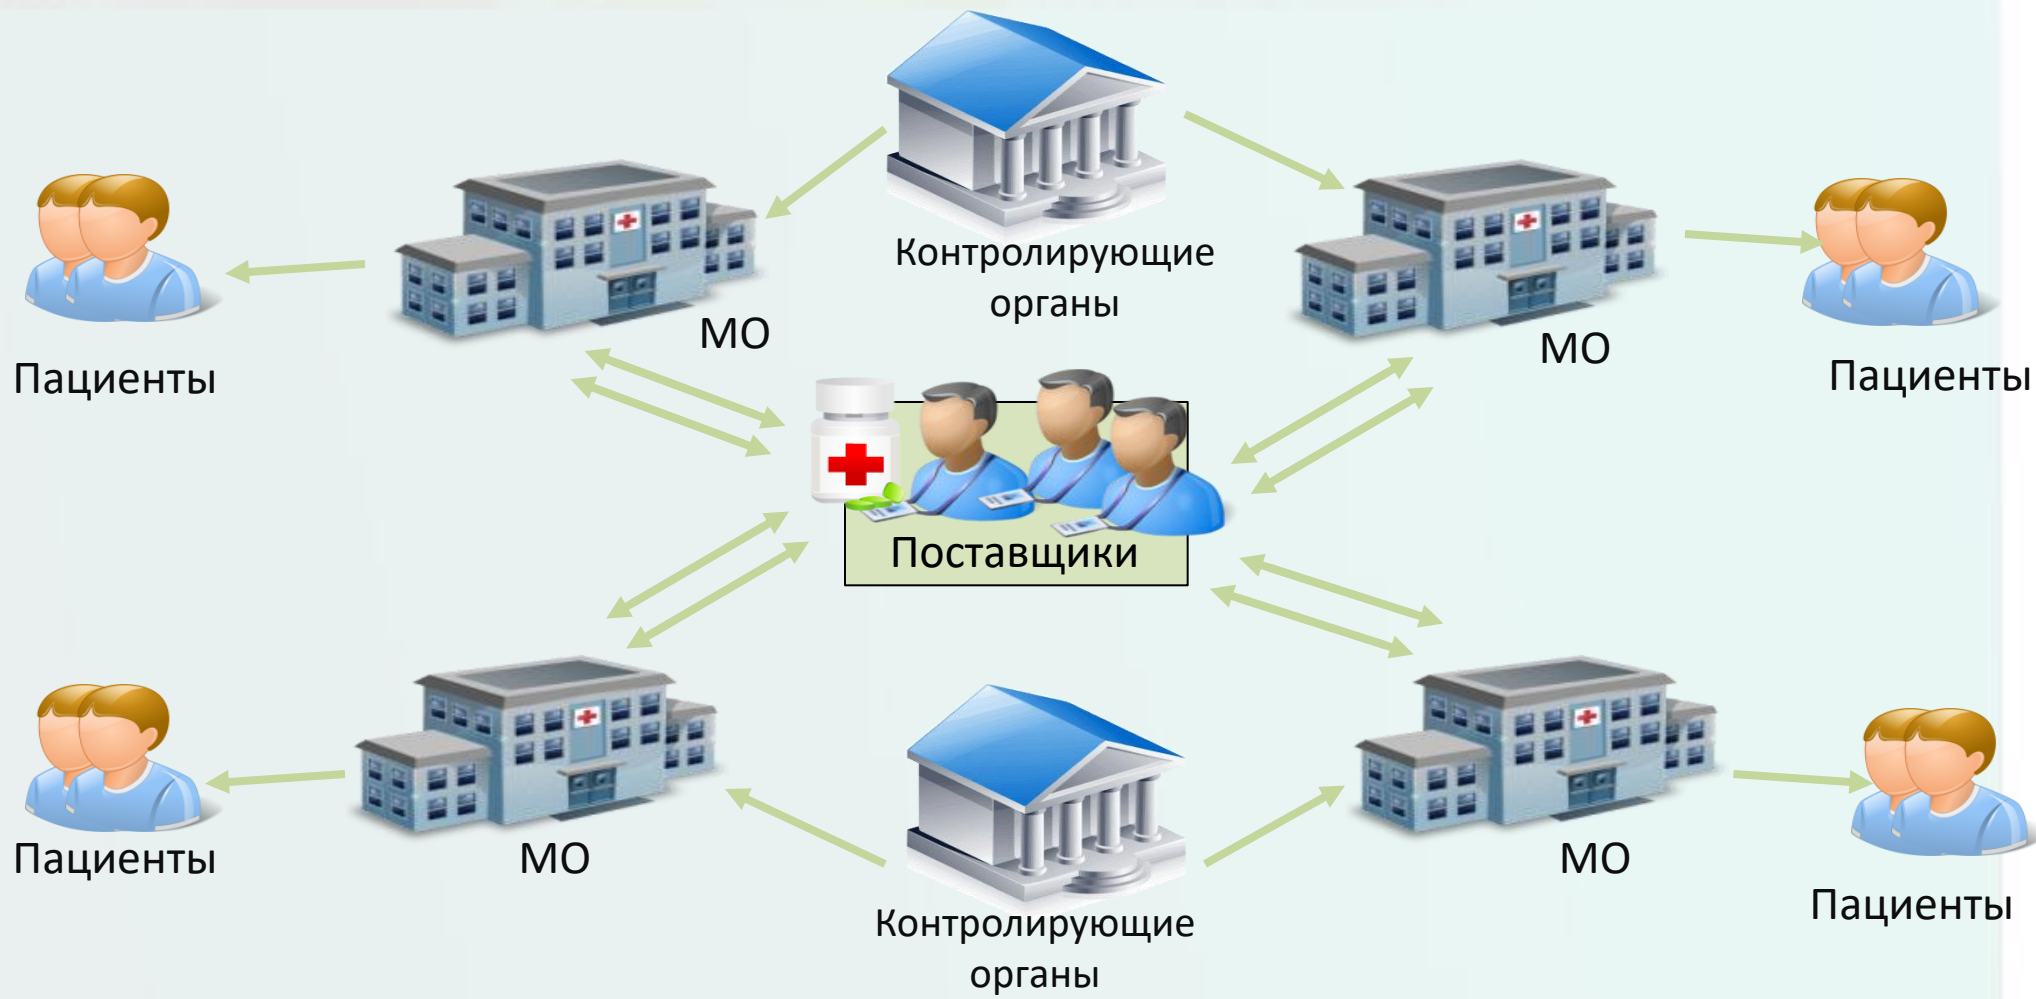 Контролирующие
органы
МО
МО
Пациенты
Пациенты
Поставщики
Пациенты
МО
МО
Пациенты
Контролирующие
органы